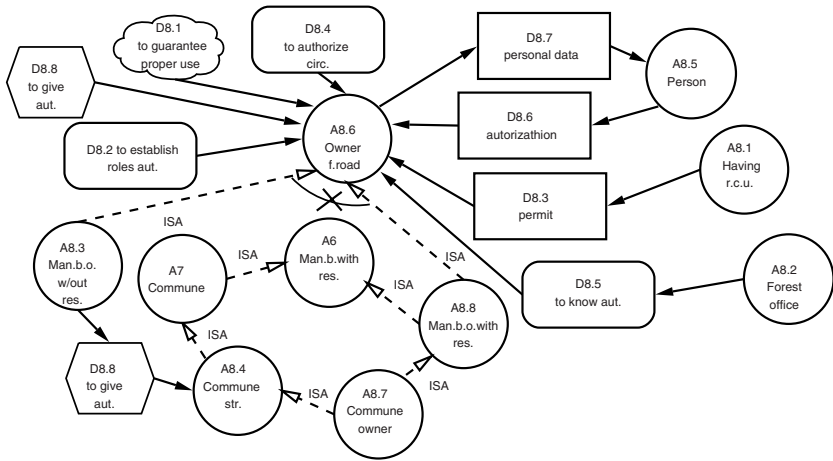 D8.1
to guarantee
proper use
D8.4
to authorize
circ.
D8.7
personal data
D8.8
to give
aut.
A8.5
Person
A8.6
Owner
f.road
D8.6
autorizathion
D8.2 to establish
roles aut.
A8.1
Having
r.c.u.
D8.3
permit
ISA
A8.3
Man.b.o.
w/out
res.
A7
Commune
ISA
A6
Man.b.with
res.
ISA
ISA
A8.8
Man.b.o.with
res.
D8.5
to know aut.
A8.2
Forest
office
ISA
D8.8
to give
aut.
A8.4
Commune
str.
ISA
A8.7
Commune
owner
ISA